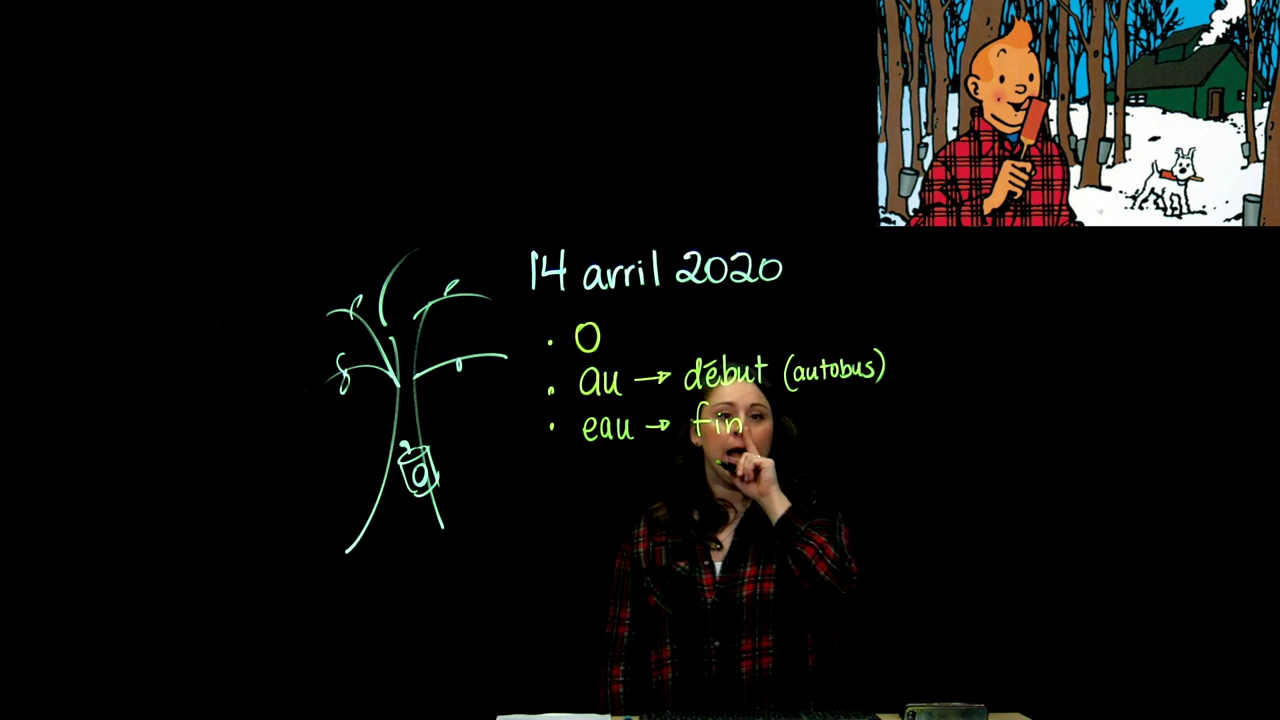 14 avril 2020
• O
• au → début (autobus)
• eau → fin